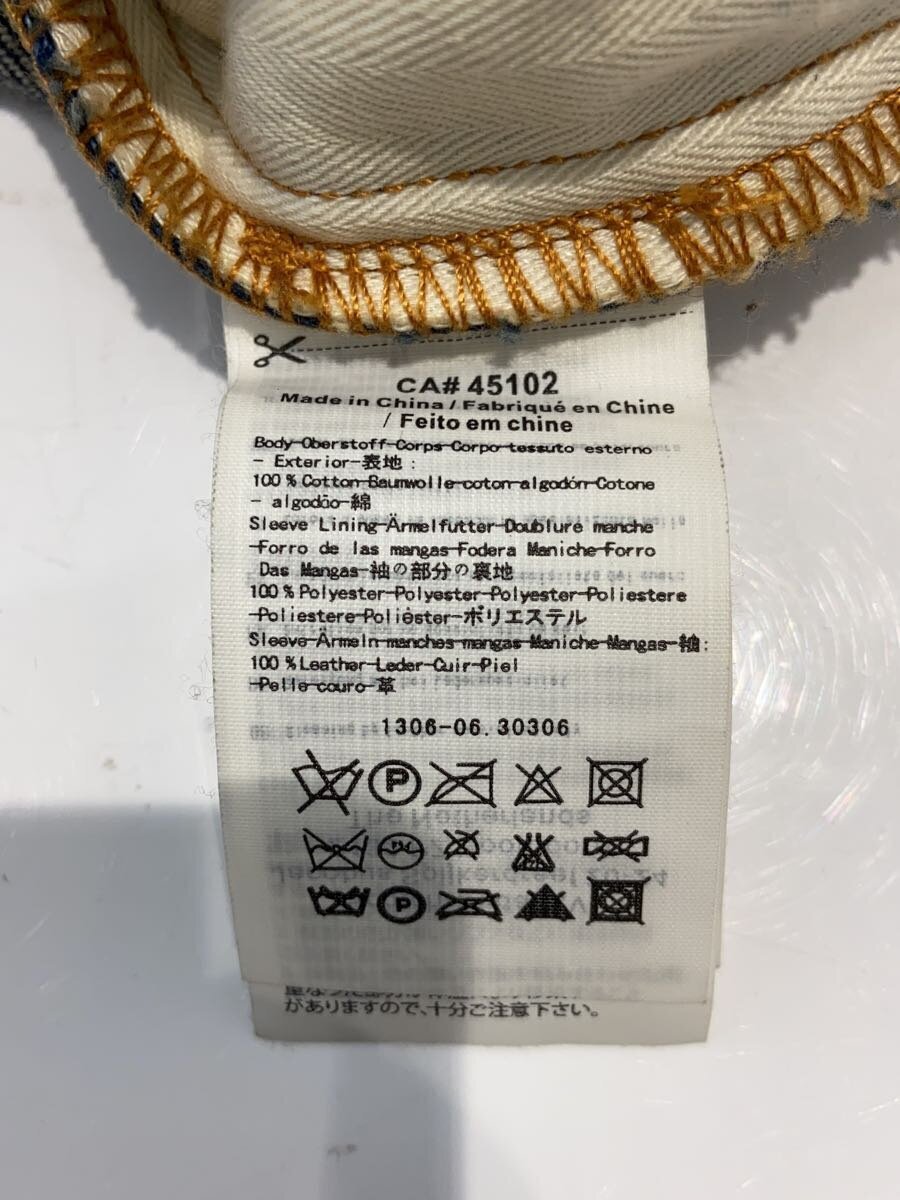 CA# 45102
Made in China / Fabriqué en Chine
/ Feito em chine
Body-Oberstoff-Corps-Corpo-tessuto esterno
- Exterior-表地:
100 % Cotton-Baumwolle-coton-algodón-Cotone
- algodão-綿
Sleeve Lining-Ärmelfutter-Doublure manche
-Forro de las mangas-Fodera Maniche-Forro
Das Mangas-袖の部分の裏地
100 % Polyester-Polyester-Polyester-Poliestere
-Poliestere-Polièster-ポリエステル
Sleeve-Ärmeln-manches-mangas-Maniche-Mangas-袖:
100 % Leather-Leder-Cuir-Piel
-Pelle-couro-革
1306-06. 30306
P
P
がありますので、十分ご注意下さい。